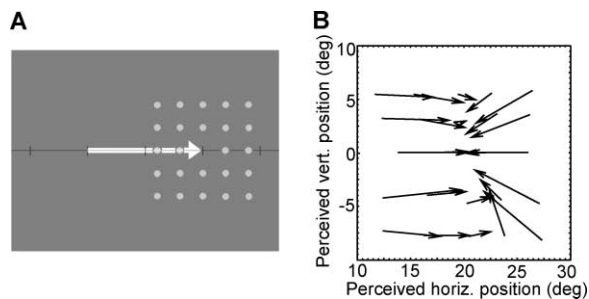 A
B
Perceived vert. position (deg)
10
5
0
-5
10 15 20 25 30
Perceived horiz. position (deg)